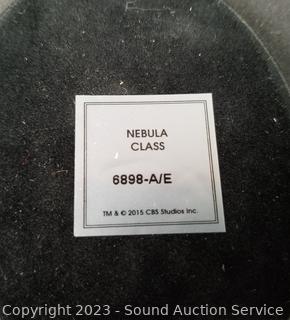 NEBULA
CLASS
6898-A/E
TM & © 2015 CBS Studios Inc.
Copyright 2023 - Sound Auction Service